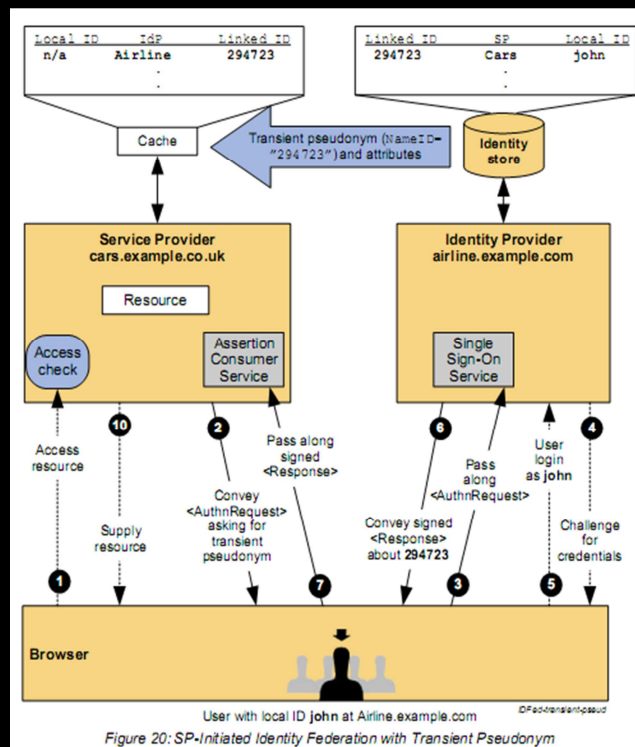 Local ID IdP Linked ID
n/a Airline 294723
.
.
Linked ID SP Local ID
294723 Cars john
.
.
Cache
Transient pseudonym (NameID=
"294723") and attributes
Identity
store
Service Provider
cars.example.co.uk
Resource
Access
check
Assertion
Consumer
Service
Identity Provider
airline.example.com
Single
Sign-On
Service
10
2
6
4
Access
resource
Supply
resource
Convey
<AuthnRequest>
asking for
transient
pseudonym
Pass along
signed
<Response>
Convey signed
<Response>
about 294723
Pass
along
<AuthnRequest>
User
login
as john
Challenge
for
credentials
1
7
3
5
Browser
User with local ID john at Airline.example.com
IDFed-transient-pseud
Figure 20: SP-Initiated Identity Federation with Transient Pseudonym